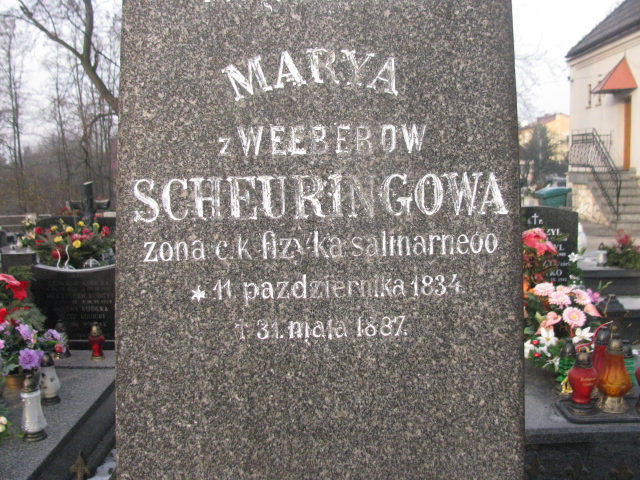 MARYA
z WEEBERÓW
SCHEURINGOWA
żona c.k fizyka salinarnego
* 11 października 1834.
† 31. maja 1887.